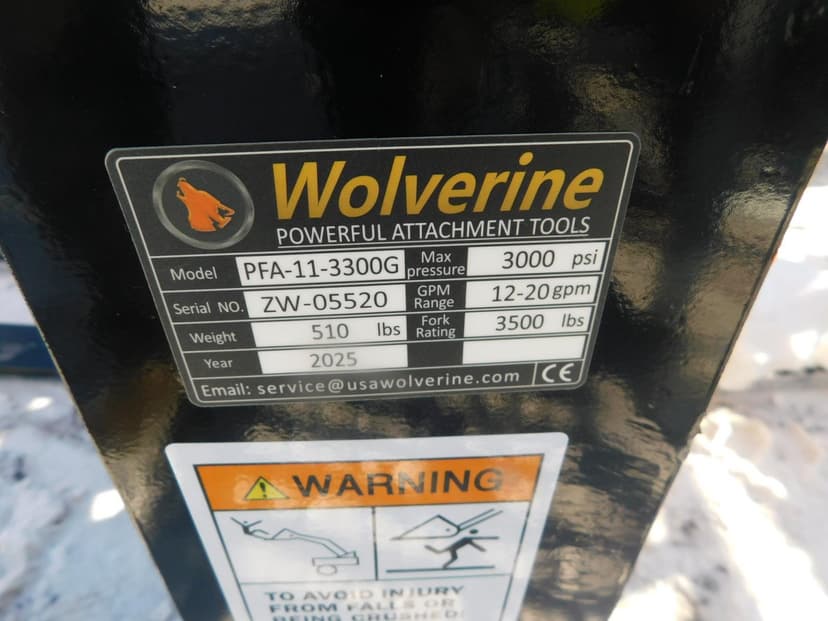 Wolverine
POWERFUL ATTACHMENT TOOLS
Model PFA-11-3300G Max pressure 3000 psi
Serial NO. ZW-05520 GPM Range 12-20gpm
Weight 510 lbs Fork Rating 3500 lbs
Year 2025
Email: service@usawolverine.com CE
WARNING
TO AVOID INJURY
FROM FALLS OR
BEING CRUSHED: